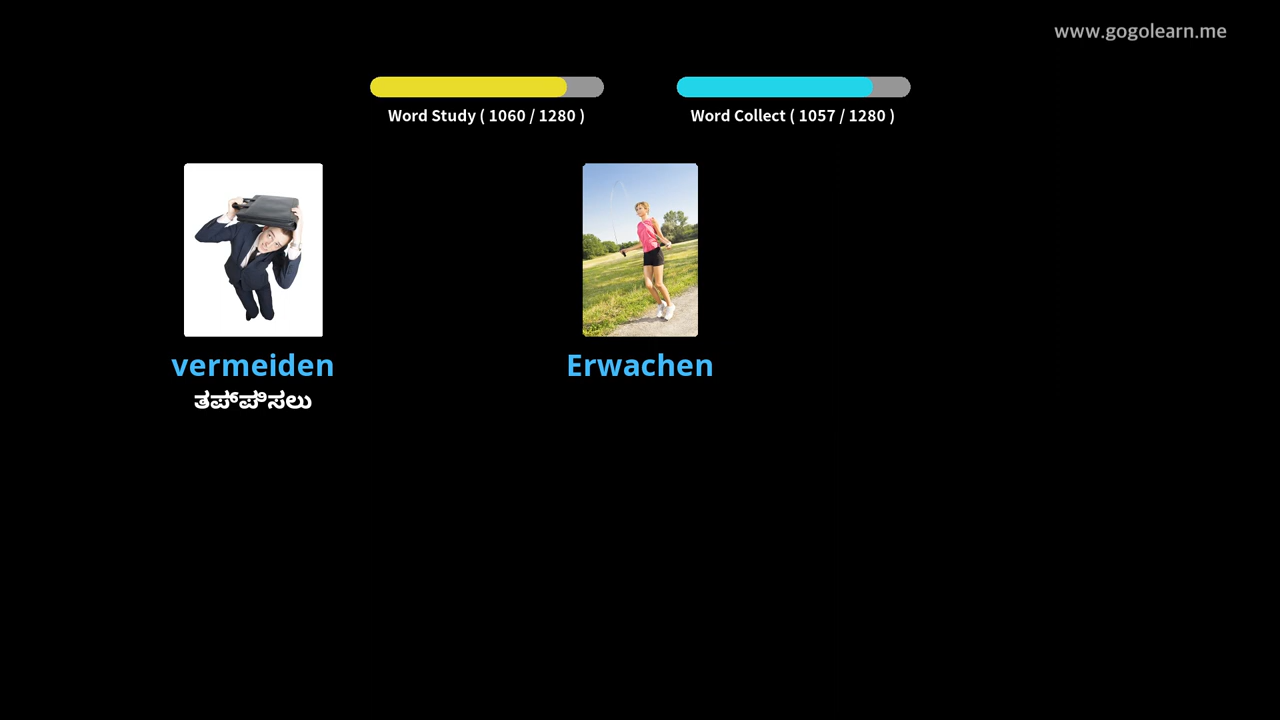 www.gogolearn.me
Word Study ( 1060 / 1280 )
Word Collect ( 1057 / 1280 )
vermeiden
Erwachen
ತಪ್ಪಿಸಲು